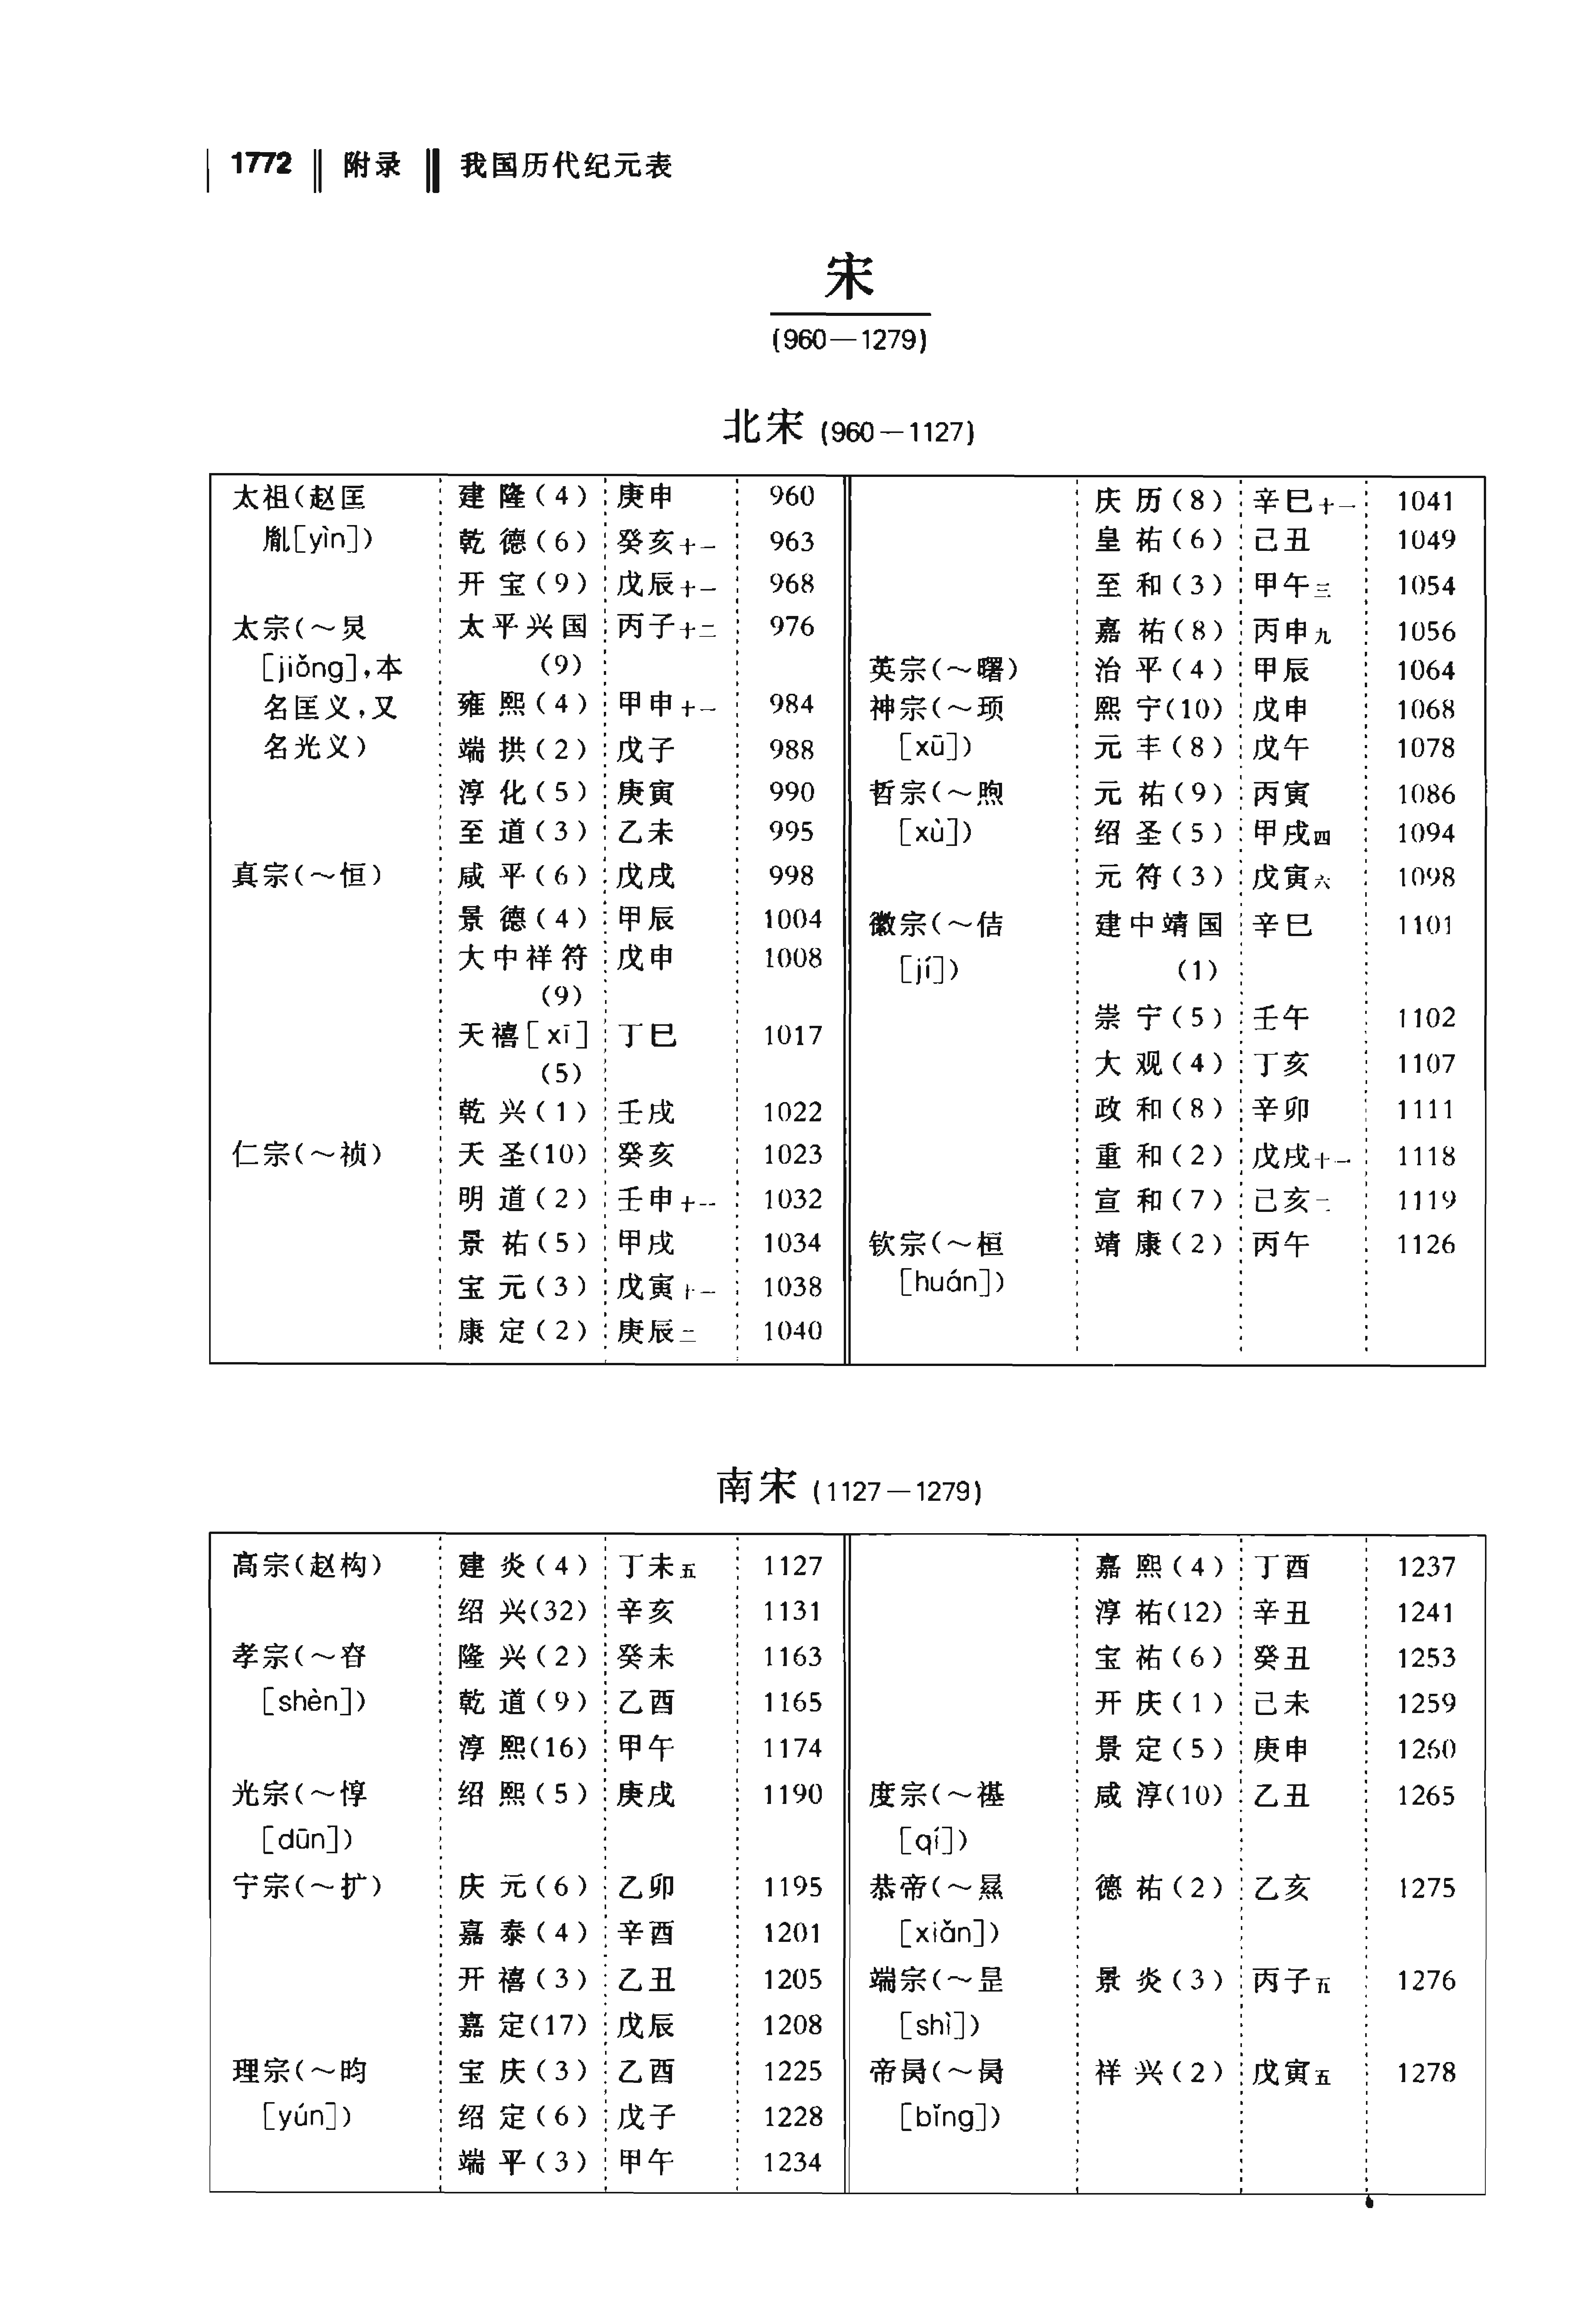 1772 ‖ 附录 ‖ 我国历代纪元表
宋
(960—1279)
北宋 (960—1127)
太祖(赵匡 建隆(4) 庚申 960
胤[yìn]) 乾德(6) 癸亥十一 963
开宝(9) 戊辰十一 968
太宗(～炅 太平兴国 丙子十二 976
[jiǒng],本 (9)
名匡义,又 雍熙(4) 甲申十一 984
名光义) 端拱(2) 戊子 988
淳化(5) 庚寅 990
至道(3) 乙未 995
真宗(～恒) 咸平(6) 戊戌 998
景德(4) 甲辰 1004
大中祥符 戊申 1008
(9)
天禧[xī] 丁巳 1017
(5)
乾兴(1) 壬戌 1022
仁宗(～祯) 天圣(10) 癸亥 1023
明道(2) 壬申十一 1032
景祐(5) 甲戌 1034
宝元(3) 戊寅十一 1038
康定(2) 庚辰二 1040
庆历(8) 辛巳十一 1041
皇祐(6) 己丑 1049
至和(3) 甲午三 1054
嘉祐(8) 丙申九 1056
英宗(～曙) 治平(4) 甲辰 1064
神宗(～顼 熙宁(10) 戊申 1068
[xū]) 元丰(8) 戊午 1078
哲宗(～煦 元祐(9) 丙寅 1086
[xù]) 绍圣(5) 甲戌四 1094
元符(3) 戊寅六 1098
徽宗(～佶 建中靖国 辛巳 1101
[jí]) (1)
崇宁(5) 壬午 1102
大观(4) 丁亥 1107
政和(8) 辛卯 1111
重和(2) 戊戌十一 1118
宣和(7) 己亥二 1119
钦宗(～桓 靖康(2) 丙午 1126
[huán])
南宋 (1127—1279)
高宗(赵构) 建炎(4) 丁未五 1127
绍兴(32) 辛亥 1131
孝宗(～昚 隆兴(2) 癸未 1163
[shèn]) 乾道(9) 乙酉 1165
淳熙(16) 甲午 1174
光宗(～惇 绍熙(5) 庚戌 1190
[dūn])
宁宗(～扩) 庆元(6) 乙卯 1195
嘉泰(4) 辛酉 1201
开禧(3) 乙丑 1205
嘉定(17) 戊辰 1208
理宗(～昀 宝庆(3) 乙酉 1225
[yún]) 绍定(6) 戊子 1228
端平(3) 甲午 1234
嘉熙(4) 丁酉 1237
淳祐(12) 辛丑 1241
宝祐(6) 癸丑 1253
开庆(1) 己未 1259
景定(5) 庚申 1260
度宗(～禥 咸淳(10) 乙丑 1265
[qí])
恭帝(～㬎 德祐(2) 乙亥 1275
[xiǎn])
端宗(～昰 景炎(3) 丙子五 1276
[shì])
帝昺(～昺 祥兴(2) 戊寅五 1278
[bǐng])